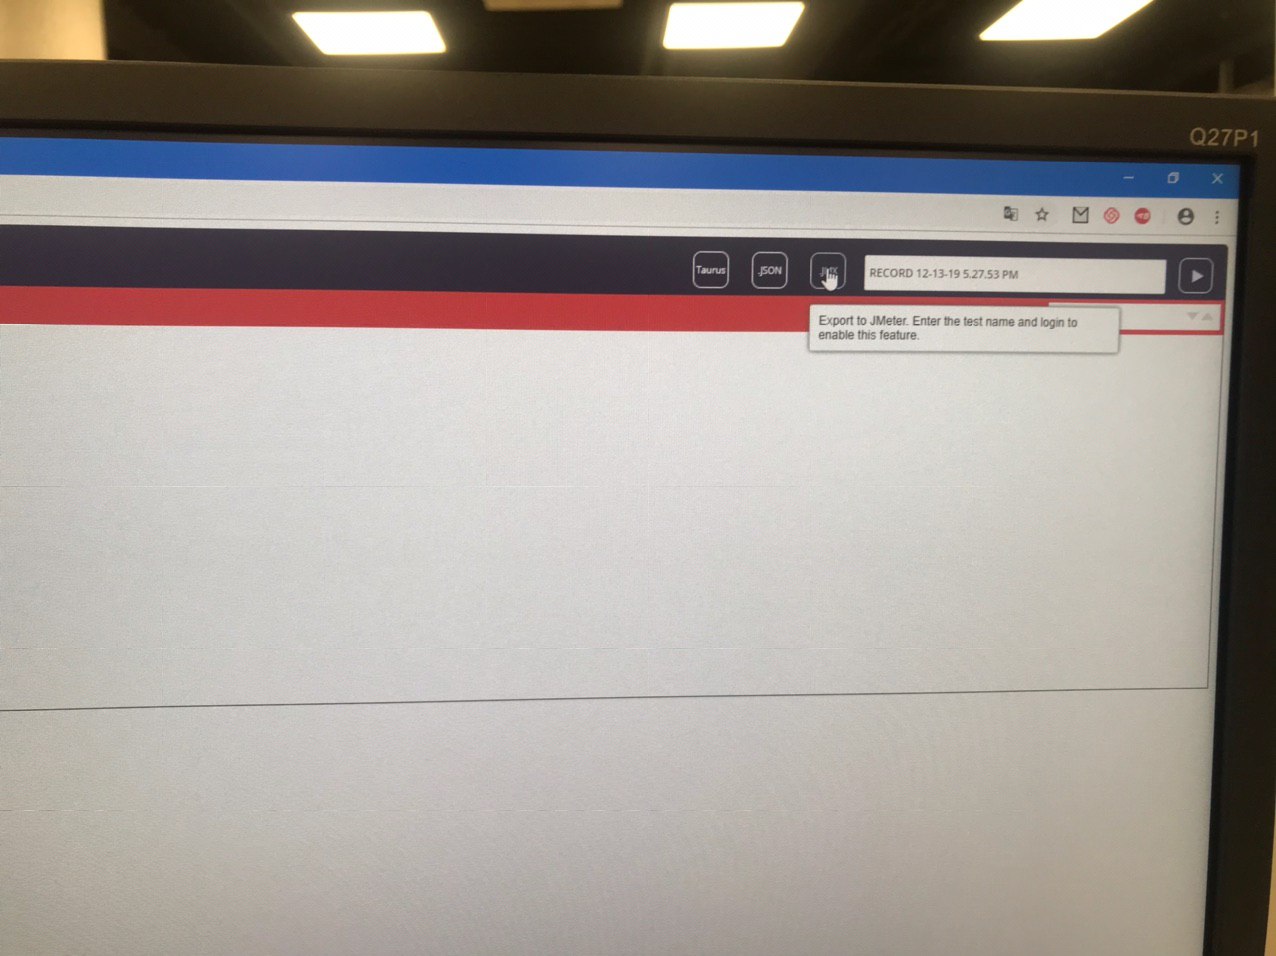 Q27P1
Taurus
.JSON
RECORD 12-13-19 5.27.53 PM
Export to JMeter. Enter the test name and login to
enable this feature.